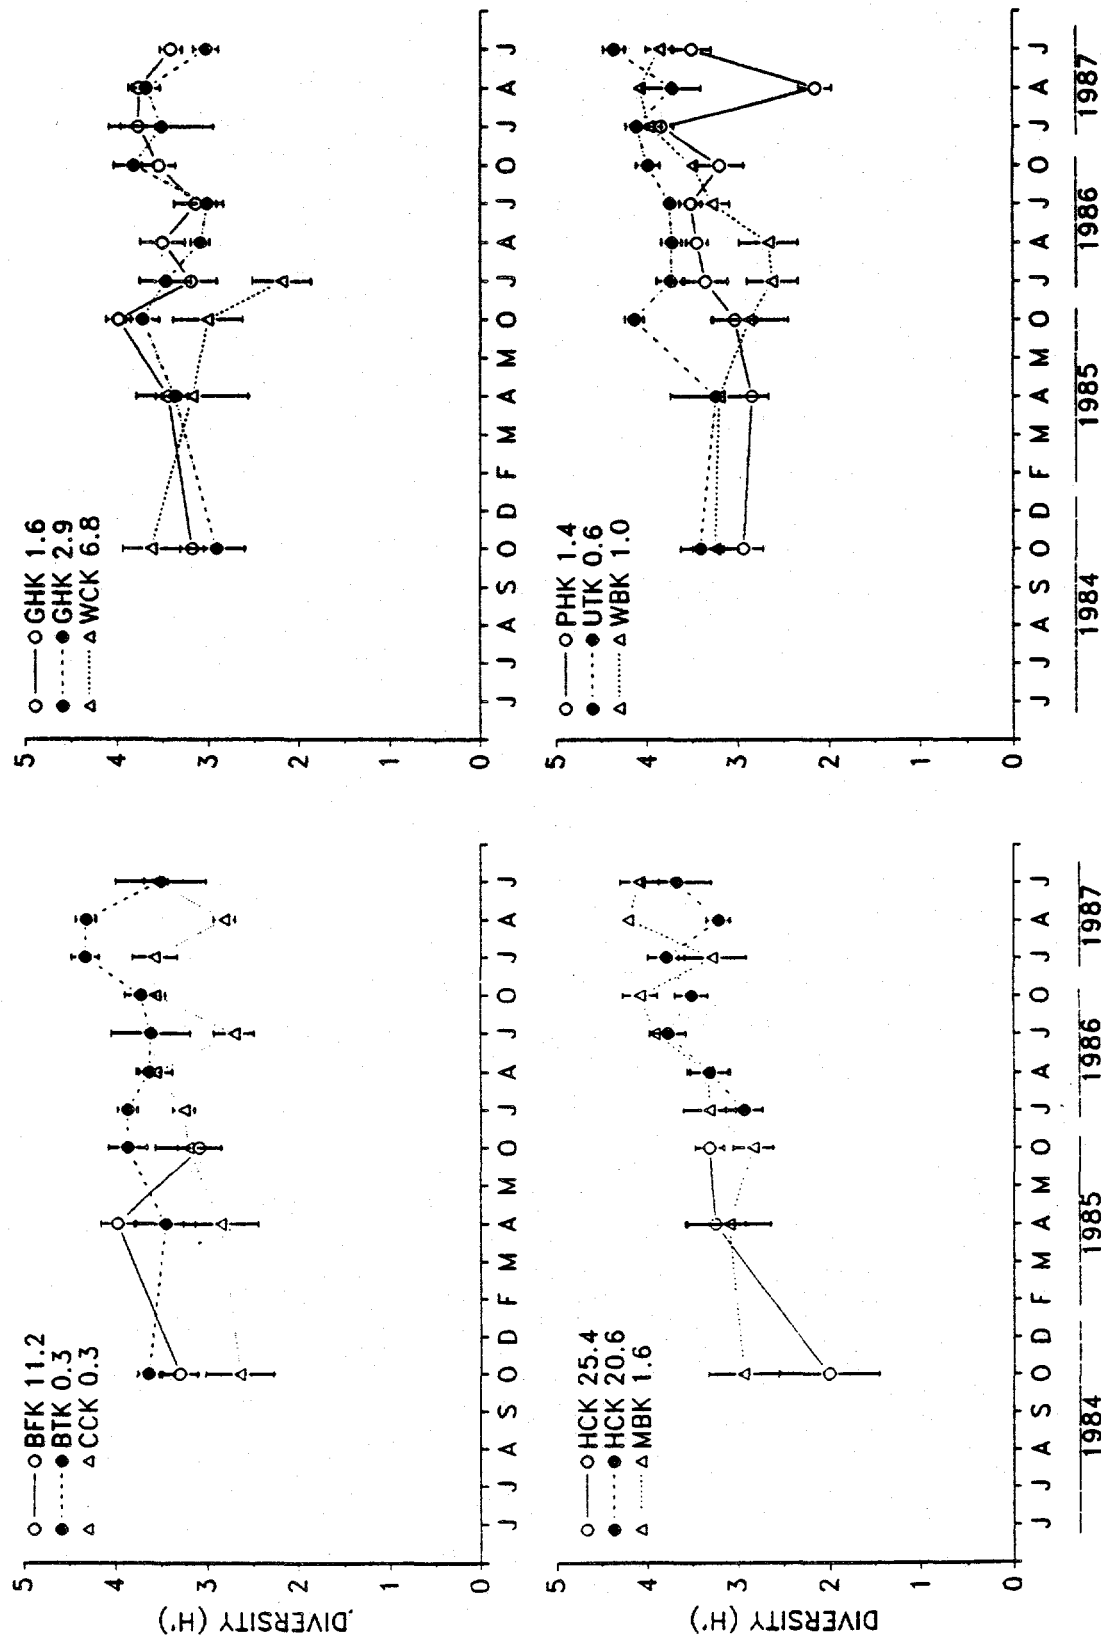 DIVERSITY (H')
5
4
3
2
1
0
BFK 11.2
BTK 0.3
CCK 0.3
J J A S O D F M A M O J A J O J A J
5
4
3
2
1
0
GHK 1.6
GHK 2.9
WCK 6.8
J J A S O D F M A M O J A J O J A J
DIVERSITY (H')
5
4
3
2
1
0
HCK 25.4
HCK 20.6
MBK 1.6
J J A S O D F M A M O J A J O J A J
1984 1985 1986 1987
5
4
3
2
1
0
PHK 1.4
UTK 0.6
WBK 1.0
J J A S O D F M A M O J A J O J A J
1984 1985 1986 1987